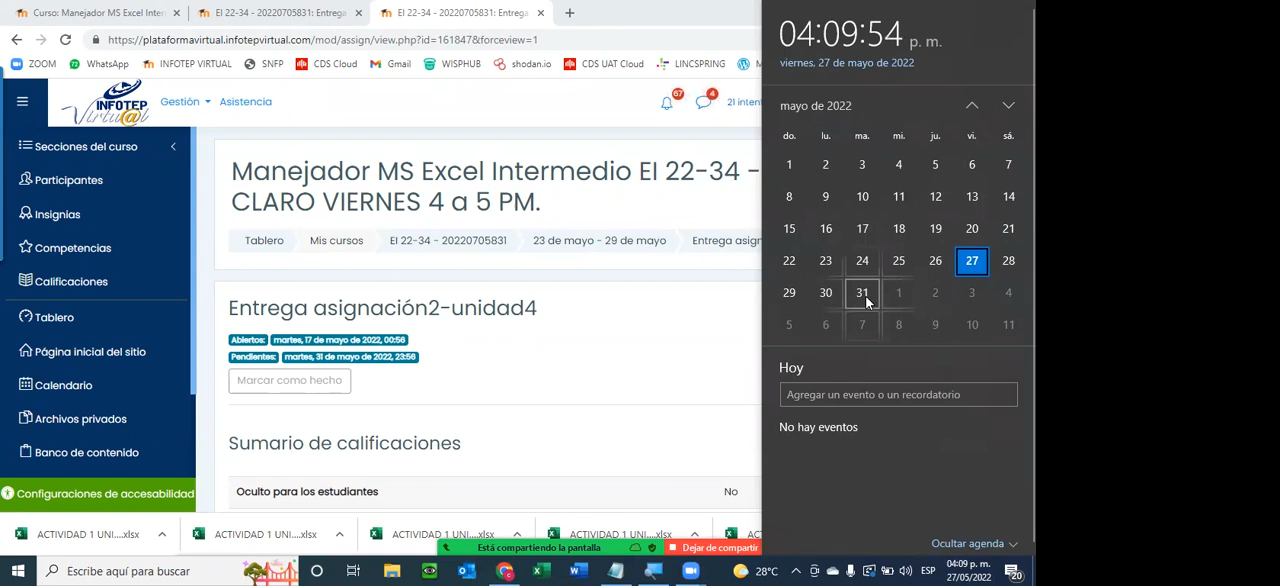 Curso: Manejador MS Excel Inter
EI 22-34 - 20220705831: Entrega
EI 22-34 - 20220705831: Entrega
https://plataformavirtual.infotepvirtual.com/mod/assign/view.php?id=161847&forceview=1
ZOOM WhatsApp INFOTEP VIRTUAL SNFP CDS Cloud Gmail WISPHUB shodan.io CDS UAT Cloud LINCSPRING
INFOTEP
Virtu@l
Gestión
Asistencia
67
4
Secciones del curso
Participantes
Insignias
Competencias
Calificaciones
Tablero
Página inicial del sitio
Calendario
Archivos privados
Banco de contenido
Configuraciones de accesabilidad
Manejador MS Excel Intermedio EI 22-34 -
CLARO VIERNES 4 a 5 PM.
Tablero
Mis cursos
EI 22-34 - 20220705831
23 de mayo - 29 de mayo
Entrega asign
Entrega asignación2-unidad4
Abiertos: martes, 17 de mayo de 2022, 00:56
Pendientes: martes, 31 de mayo de 2022, 23:56
Marcar como hecho
Sumario de calificaciones
Oculto para los estudiantes No
04:09:54 p. m.
viernes, 27 de mayo de 2022
mayo de 2022
do. lu. ma. mi. ju. vi. sá.
1 2 3 4 5 6 7
8 9 10 11 12 13 14
15 16 17 18 19 20 21
22 23 24 25 26 27 28
29 30 31 1 2 3 4
5 6 7 8 9 10 11
Hoy
Agregar un evento o un recordatorio
No hay eventos
Ocultar agenda
ACTIVIDAD 1 UNI....xlsx
ACTIVIDAD 1 UNI....xlsx
ACTIVIDAD 1 UNI....xlsx
ACTIVIDAD 1 UNI....xlsx
Está compartiendo la pantalla
Dejar de compartir
Escribe aquí para buscar
28°C
ESP
04:09 p. m.
27/05/2022
20